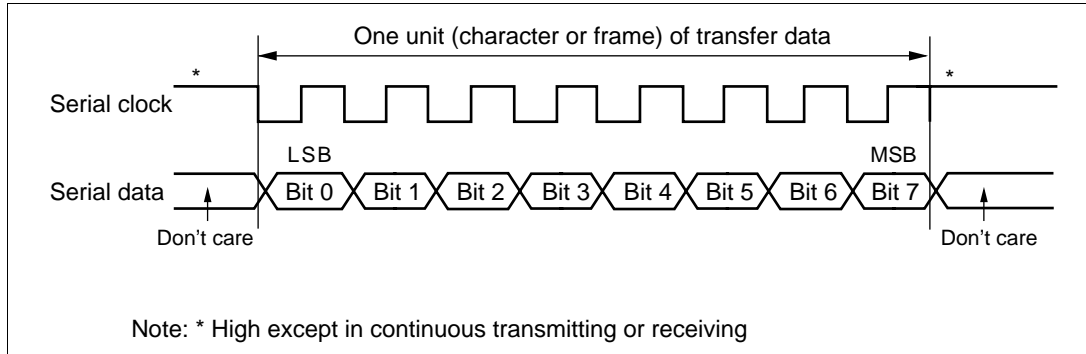 One unit (character or frame) of transfer data
* *
Serial clock
LSB MSB
Serial data Bit 0 Bit 1 Bit 2 Bit 3 Bit 4 Bit 5 Bit 6 Bit 7
Don't care Don't care
Note: * High except in continuous transmitting or receiving